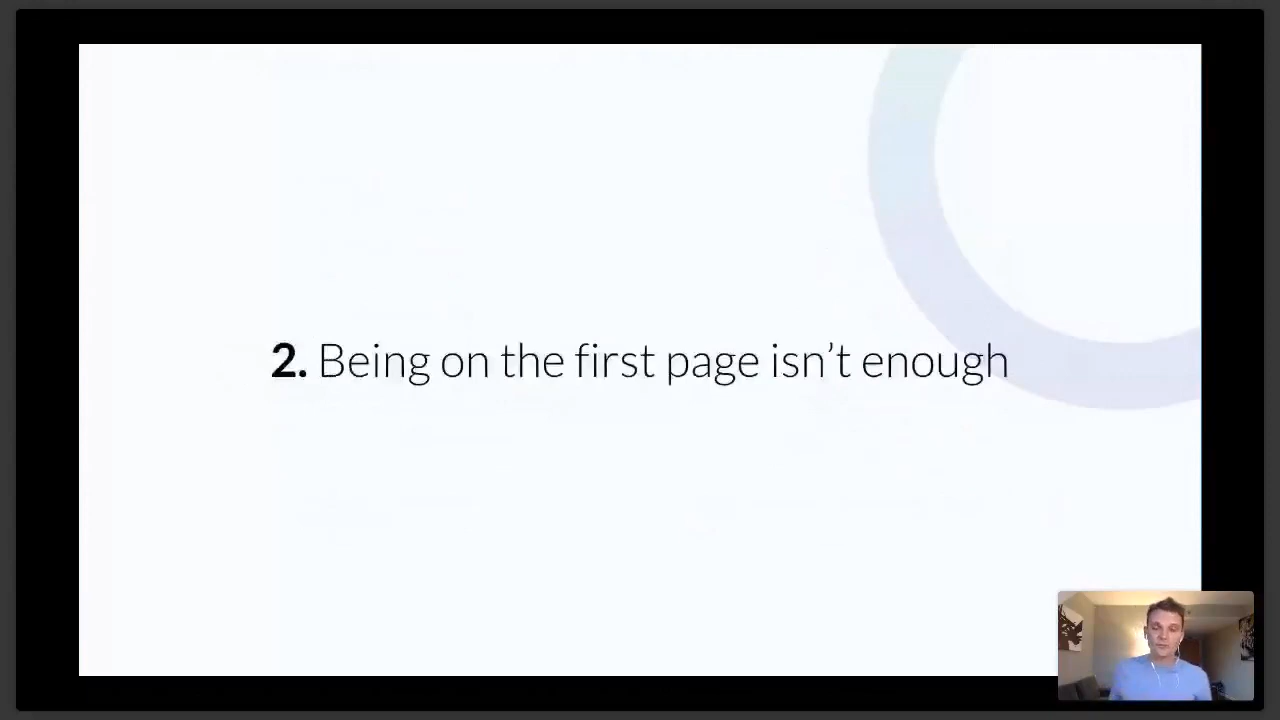 2. Being on the first page isn’t enough